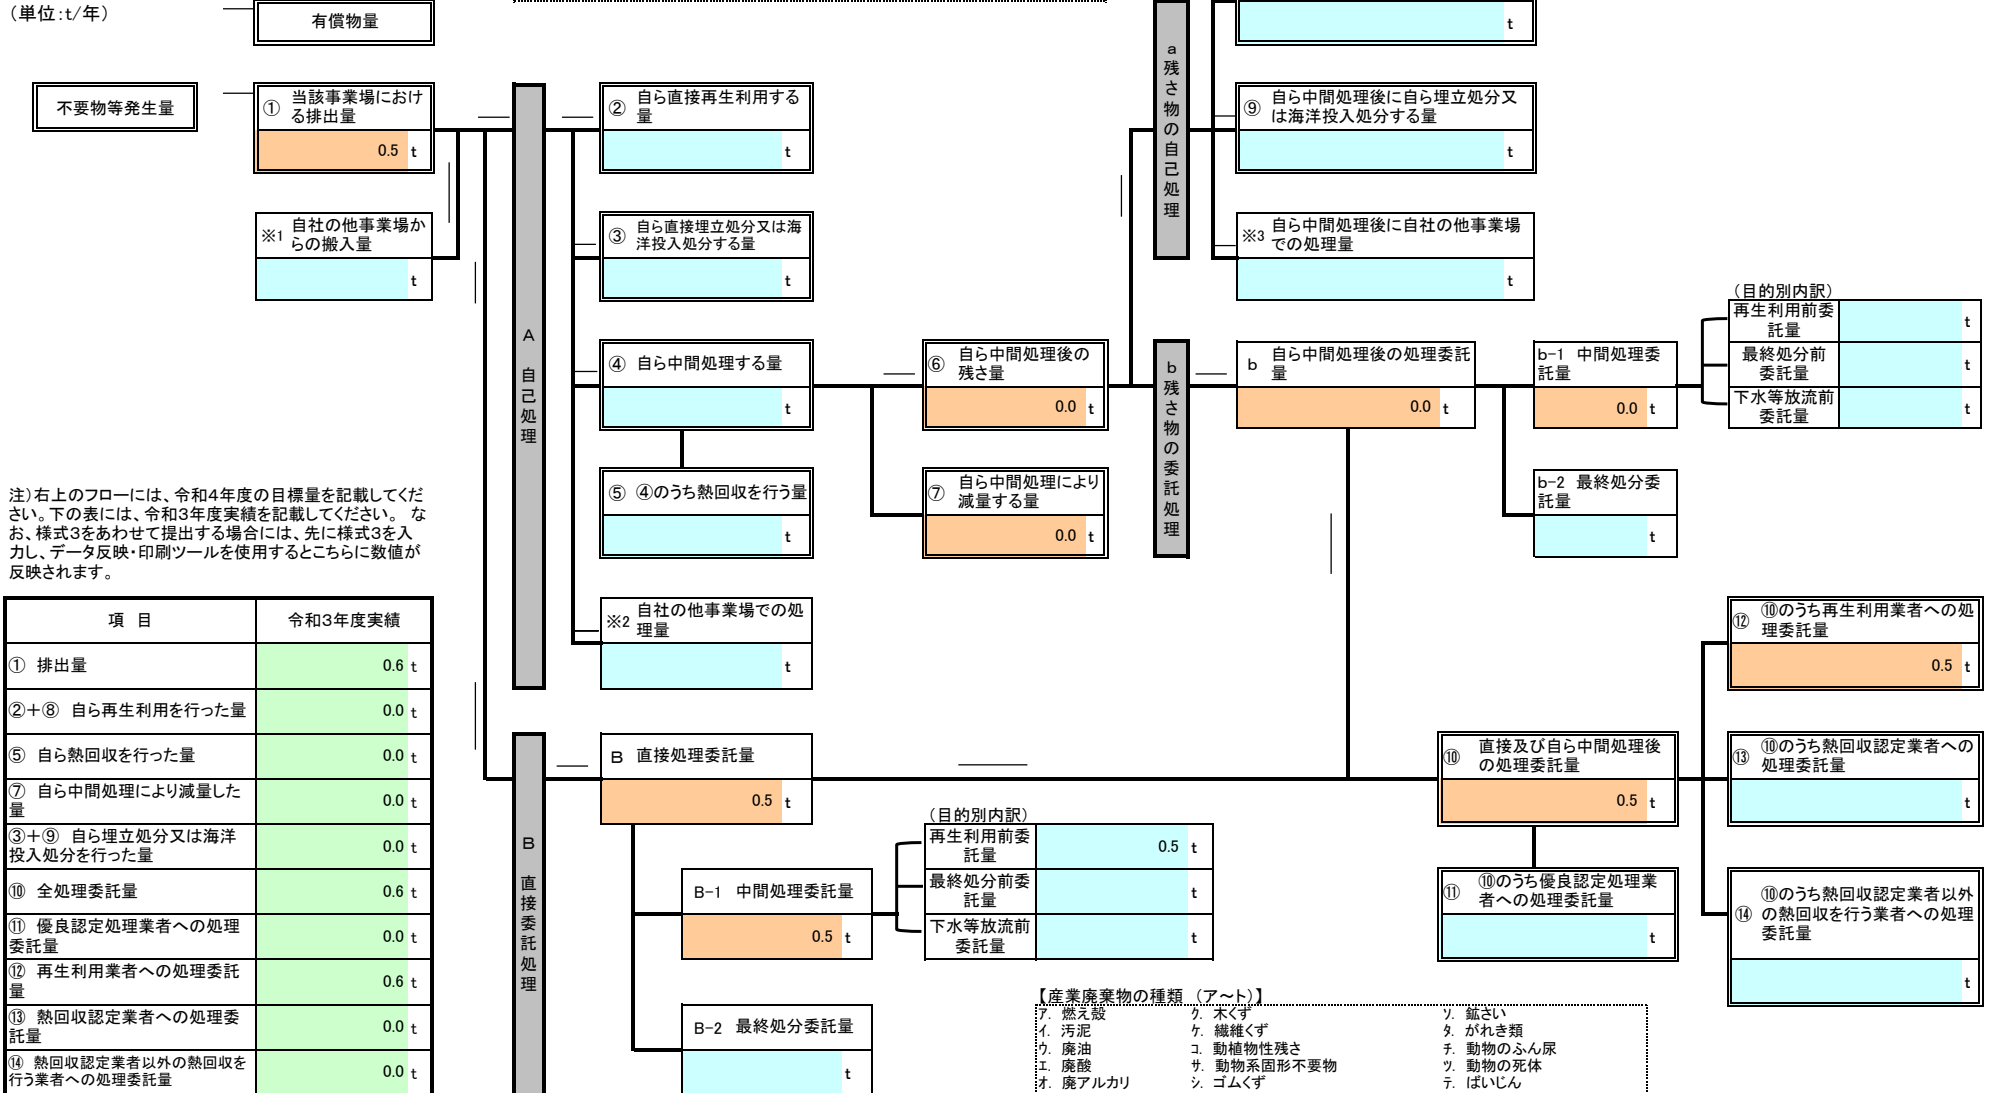 （単位：t/年）
有償物量
t
不要物等発生量
①
当該事業場におけ
る排出量
0.5 t
※1
自社の他事業場か
らの搬入量
t
A 自己処理
②
自ら直接再生利用する
量
t
③
自ら直接埋立処分又は海
洋投入処分する量
t
④ 自ら中間処理する量
t
⑤ ④のうち熱回収を行う量
t
※2
自社の他事業場での処
理量
t
⑥
自ら中間処理後の
残さ量
0.0 t
⑦
自ら中間処理により
減量する量
0.0 t
a 残さ物の自己処理
⑨
自ら中間処理後に自ら埋立処分又
は海洋投入処分する量
t
※3
自ら中間処理後に自社の他事業場
での処理量
t
b 残さ物の委託処理
b
自ら中間処理後の処理委託
量
0.0 t
b-1 中間処理委
託量
0.0 t
b-2 最終処分委
託量
t
（目的別内訳）
再生利用前委
託量
t
最終処分前
委託量
t
下水等放流前
委託量
t
注）右上のフローには、令和4年度の目標量を記載してくだ
さい。下の表には、令和3年度実績を記載してください。 な
お、様式3をあわせて提出する場合には、先に様式3を入
力し、データ反映・印刷ツールを使用するとこちらに数値が
反映されます。
項 目 令和3年度実績
① 排出量 0.6 t
②＋⑧ 自ら再生利用を行った量 0.0 t
⑤ 自ら熱回収を行った量 0.0 t
⑦ 自ら中間処理により減量した
量 0.0 t
③＋⑨ 自ら埋立処分又は海洋
投入処分を行った量 0.0 t
⑩ 全処理委託量 0.6 t
⑪ 優良認定処理業者への処理
委託量 0.0 t
⑫ 再生利用業者への処理委託
量 0.6 t
⑬ 熱回収認定業者への処理委
託量 0.0 t
⑭ 熱回収認定業者以外の熱回収を
行う業者への処理委託量 0.0 t
B 直接委託処理
B 直接処理委託量
0.5 t
B-1 中間処理委託量
0.5 t
B-2 最終処分委託量
t
（目的別内訳）
再生利用前委
託量
0.5 t
最終処分前委
託量
t
下水等放流前
委託量
t
⑩
直接及び自ら中間処理後
の処理委託量
0.5 t
⑪
⑩のうち優良認定処理業
者への処理委託量
t
⑫
⑩のうち再生利用業者への処
理委託量
0.5 t
⑬
⑩のうち熱回収認定業者への
処理委託量
t
⑭
⑩のうち熱回収認定業者以外
の熱回収を行う業者への処理
委託量
t
【産業廃棄物の種類 （ア～ト）】
ア. 燃え殻 ク. 木くず ソ. 鉱さい
イ. 汚泥 ケ. 繊維くず タ. がれき類
ウ. 廃油 コ. 動植物性残さ チ. 動物のふん尿
エ. 廃酸 サ. 動物系固形不要物 ツ. 動物の死体
オ. 廃アルカリ シ. ゴムくず テ. ばいじん